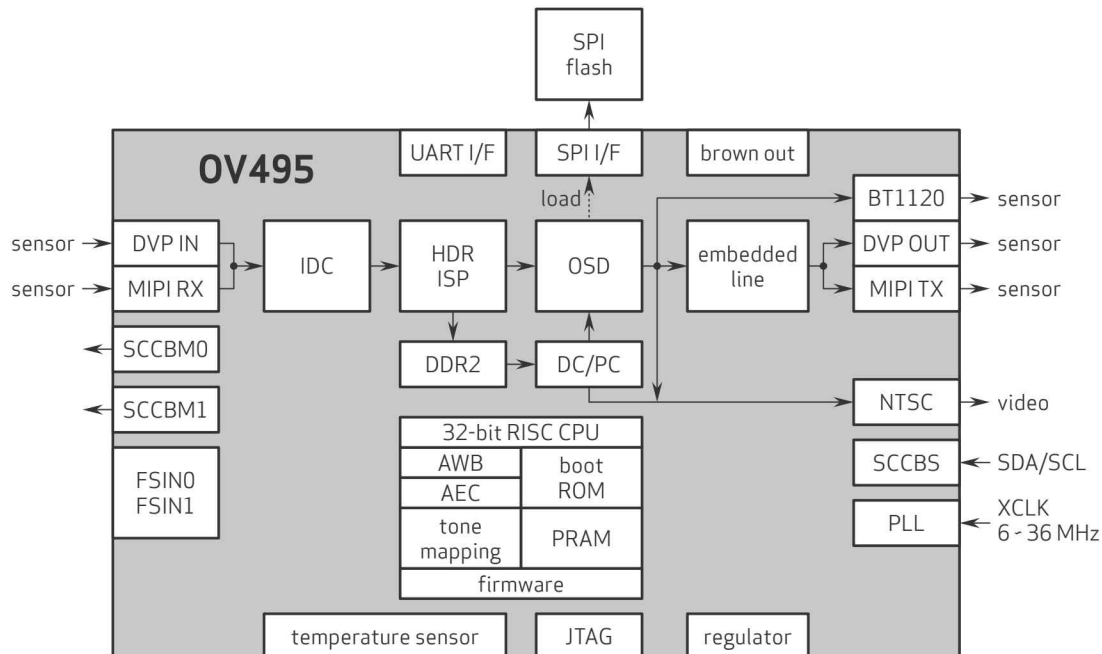 SPI
flash
OV495
UART I/F
SPI I/F
brown out
load
BT1120
sensor
sensor
DVP IN
IDC
HDR
ISP
OSD
embedded
line
DVP OUT
sensor
sensor
MIPI RX
MIPI TX
sensor
SCCBM0
DDR2
DC/PC
SCCBM1
NTSC
video
32-bit RISC CPU
AWB
AEC
boot
ROM
tone
mapping
PRAM
firmware
FSIN0
FSIN1
SCCBS
SDA/SCL
PLL
XCLK
6 - 36 MHz
temperature sensor
JTAG
regulator